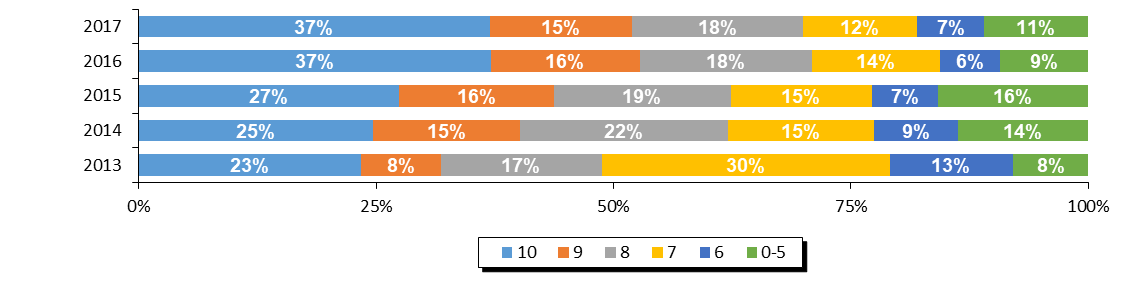 2017 37% 15% 18% 12% 7% 11%
2016 37% 16% 18% 14% 6% 9%
2015 27% 16% 19% 15% 7% 16%
2014 25% 15% 22% 15% 9% 14%
2013 23% 8% 17% 30% 13% 8%
0% 25% 50% 75% 100%
10 9 8 7 6 0-5